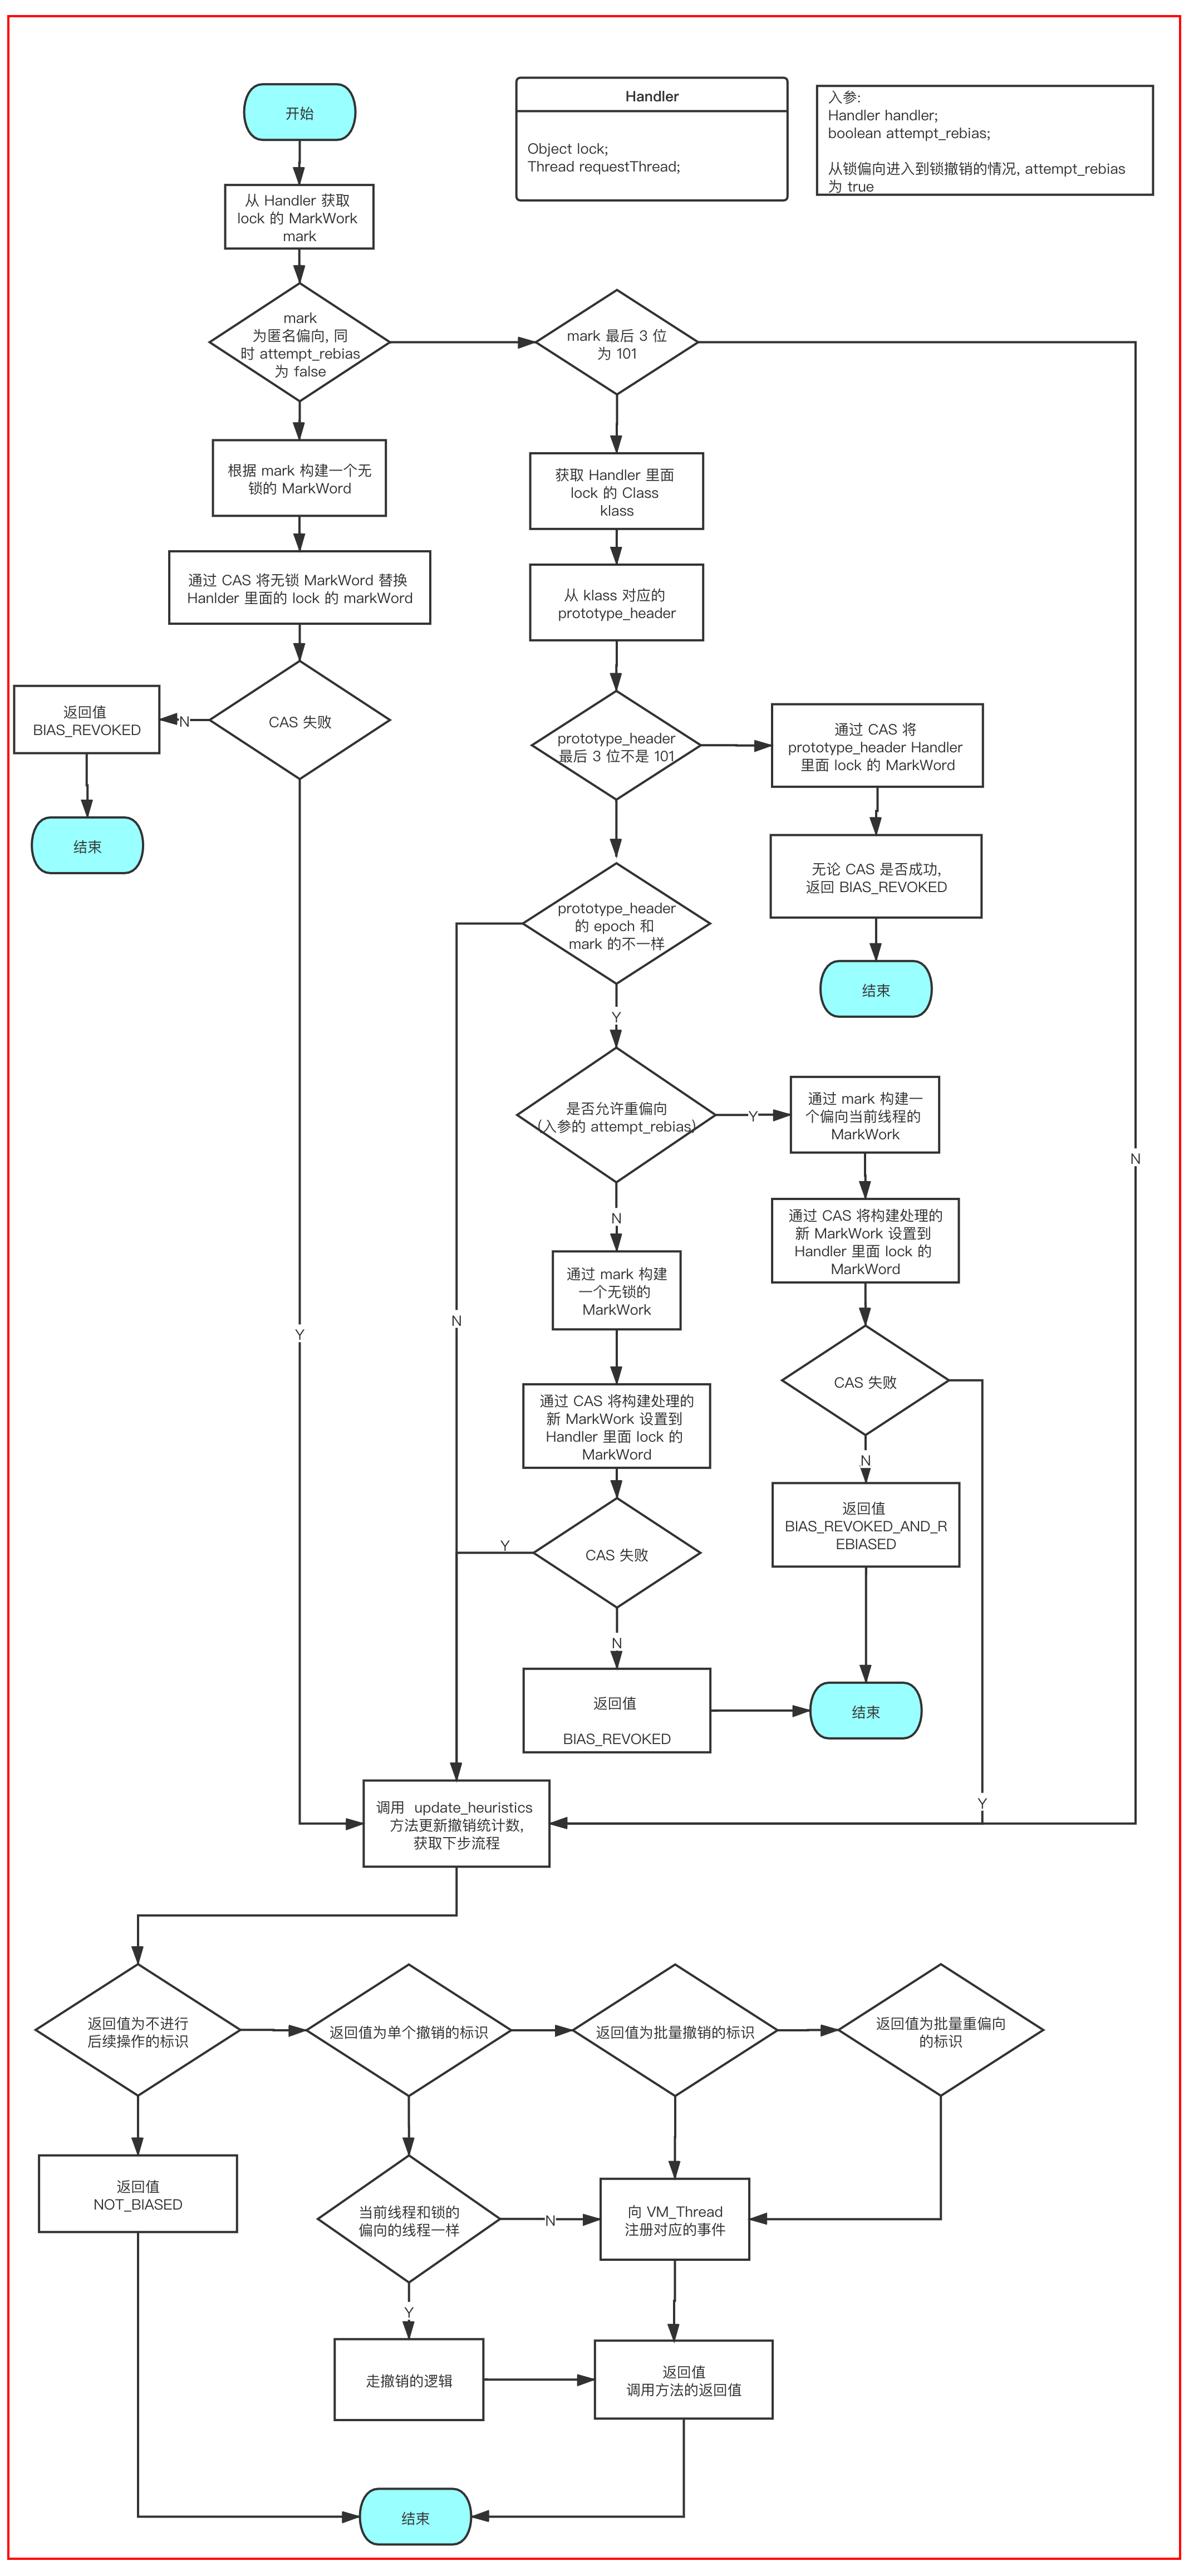 开始
Handler
Object lock;
Thread requestThread;
入参:
Handler handler;
boolean attempt_rebias;
从锁偏向进入到锁撤销的情况, attempt_rebias
为 true
从 Handler 获取
lock 的 MarkWork
mark
mark
为匿名偏向, 同
时 attempt_rebias
为 false
mark 最后 3 位
为 101
根据 mark 构建一个无
锁的 MarkWord
获取 Handler 里面
lock 的 Class
klass
通过 CAS 将无锁 MarkWord 替换
Hanlder 里面的 lock 的 markWord
从 klass 对应的
prototype_header
返回值
BIAS_REVOKED
N
CAS 失败
prototype_header
最后 3 位不是 101
通过 CAS 将
prototype_header Handler
里面 lock 的 MarkWord
结束
无论 CAS 是否成功,
返回 BIAS_REVOKED
prototype_header
的 epoch 和
mark 的不一样
结束
Y
是否允许重偏向
(入参的 attempt_rebias)
Y
通过 mark 构建一
个偏向当前线程的
MarkWork
N
N
通过 CAS 将构建处理的
新 MarkWork 设置到
Handler 里面 lock 的
MarkWord
通过 mark 构建
一个无锁的
MarkWork
Y
N
CAS 失败
通过 CAS 将构建处理的
新 MarkWork 设置到
Handler 里面 lock 的
MarkWord
N
返回值
BIAS_REVOKED_AND_R
EBIASED
Y
CAS 失败
N
返回值
BIAS_REVOKED
结束
Y
调用  update_heuristics
方法更新撤销统计数,
获取下步流程
返回值为不进行
后续操作的标识
返回值为单个撤销的标识
返回值为批量撤销的标识
返回值为批量重偏向
的标识
返回值
NOT_BIASED
当前线程和锁的
偏向的线程一样
N
向 VM_Thread
注册对应的事件
Y
走撤销的逻辑
返回值
调用方法的返回值
结束